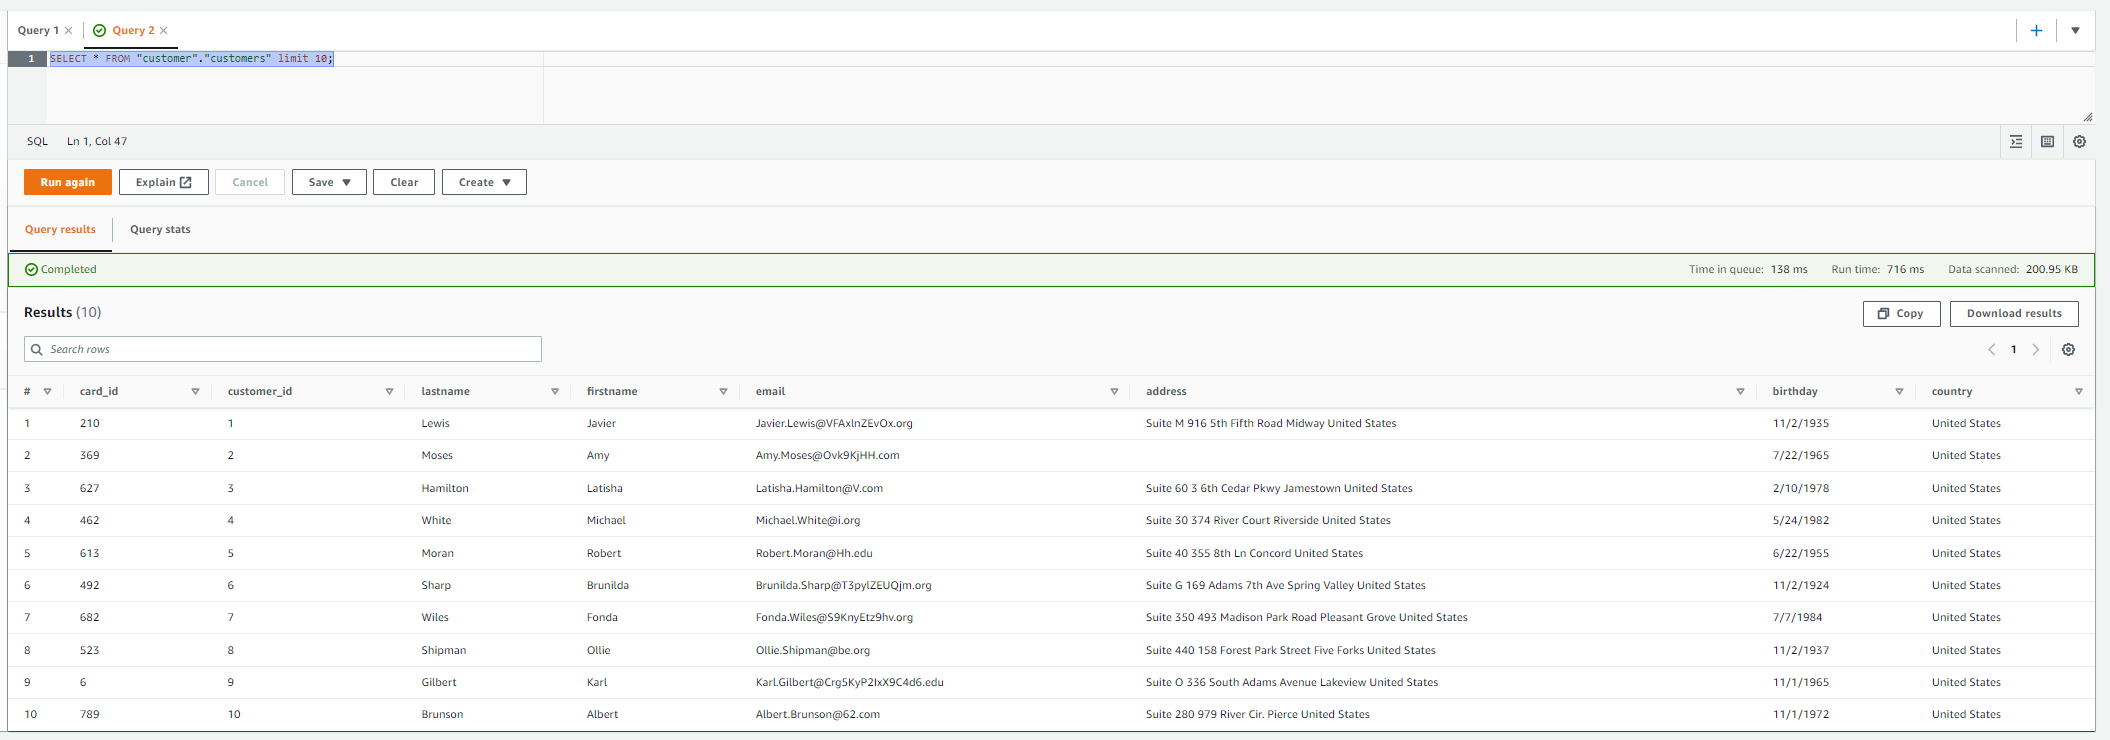 Query 1 Query 2
1 SELECT * FROM "customer"."customers" limit 10;
SQL Ln 1, Col 47
Run again Explain Cancel Save Clear Create
Query results Query stats
Completed Time in queue: 138 ms Run time: 716 ms Data scanned: 200.95 KB
Results (10) Copy Download results
Search rows 1
# card_id customer_id lastname firstname email address birthday country
1 210 1 Lewis Javier Javier.Lewis@VFAxlnZEvOx.org Suite M 916 5th Fifth Road Midway United States 11/2/1935 United States
2 369 2 Moses Amy Amy.Moses@Ovk9KjHH.com 7/22/1965 United States
3 627 3 Hamilton Latisha Latisha.Hamilton@V.com Suite 60 3 6th Cedar Pkwy Jamestown United States 2/10/1978 United States
4 462 4 White Michael Michael.White@i.org Suite 30 374 River Court Riverside United States 5/24/1982 United States
5 613 5 Moran Robert Robert.Moran@Hh.edu Suite 40 355 8th Ln Concord United States 6/22/1955 United States
6 492 6 Sharp Brunilda Brunilda.Sharp@T3pylZEUQjm.org Suite G 169 Adams 7th Ave Spring Valley United States 11/2/1924 United States
7 682 7 Wiles Fonda Fonda.Wiles@S9KnyEtz9hv.org Suite 350 493 Madison Park Road Pleasant Grove United States 7/7/1984 United States
8 523 8 Shipman Ollie Ollie.Shipman@be.org Suite 440 158 Forest Park Street Five Forks United States 11/2/1937 United States
9 6 9 Gilbert Karl Karl.Gilbert@Crg5KyP2IxX9C4d6.edu Suite O 336 South Adams Avenue Lakeview United States 11/1/1965 United States
10 789 10 Brunson Albert Albert.Brunson@62.com Suite 280 979 River Cir. Pierce United States 11/1/1972 United States